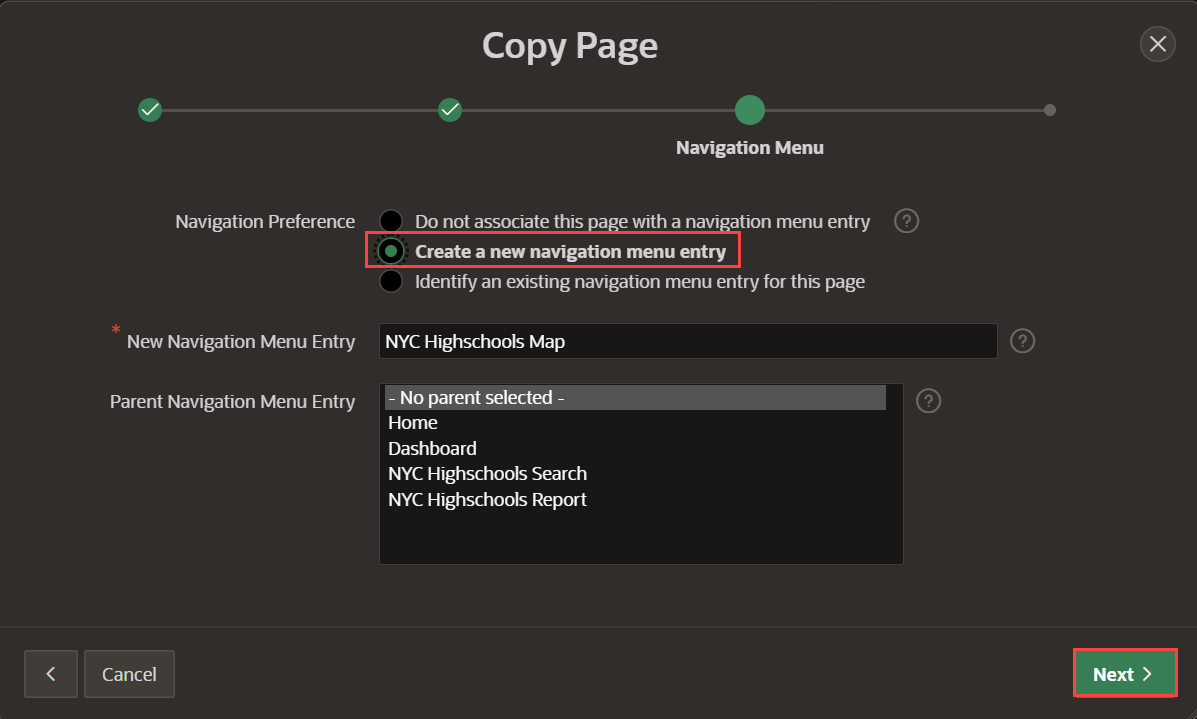 Copy Page
Navigation Menu
Navigation Preference
Do not associate this page with a navigation menu entry ?
Create a new navigation menu entry
Identify an existing navigation menu entry for this page
* New Navigation Menu Entry
NYC Highschools Map ?
Parent Navigation Menu Entry
- No parent selected - ?
Home
Dashboard
NYC Highschools Search
NYC Highschools Report
Cancel
Next